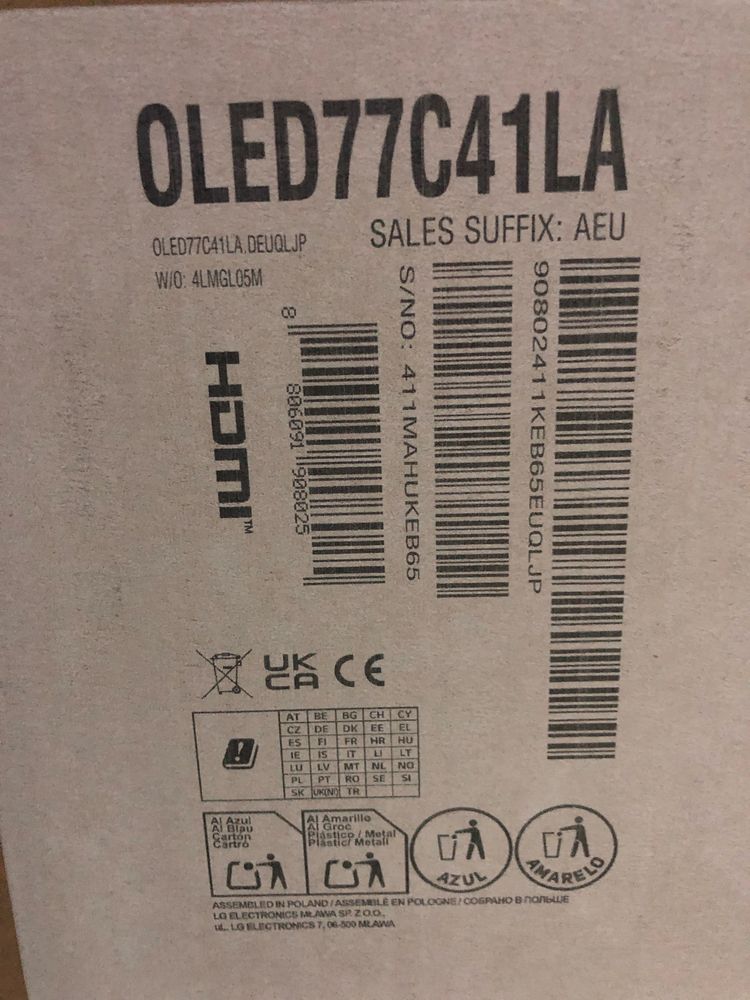 OLED77C41LA
OLED77C41LA.DEUQLJP
SALES SUFFIX: AEU
W/O: 4LMGL05M
8 806091 908025
S/NO: 411MAHUKEB65
90802411KEB65EUQLJP
HDMI™
UK
CA
CE
AT BE BG CH CY
CZ DE DK EE EL
ES FI FR HR HU
IE IS IT LI LT
LU LV MT NL NO
PL PT RO SE SI
SK UK(NI) TR
Al Azul
Al Blau
Cartón
Cartró
Al Amarillo
Al Groc
Plástico / Metal
Plàstic/ Metall
AZUL
AMARELO
ASSEMBLED IN POLAND / ASSEMBLÉ EN POLOGNE / СОБРАНО В ПОЛЬШЕ
LG ELECTRONICS MŁAWA SP. Z O.O.,
uL. LG ELECTRONICS 7, 06-500 MŁAWA